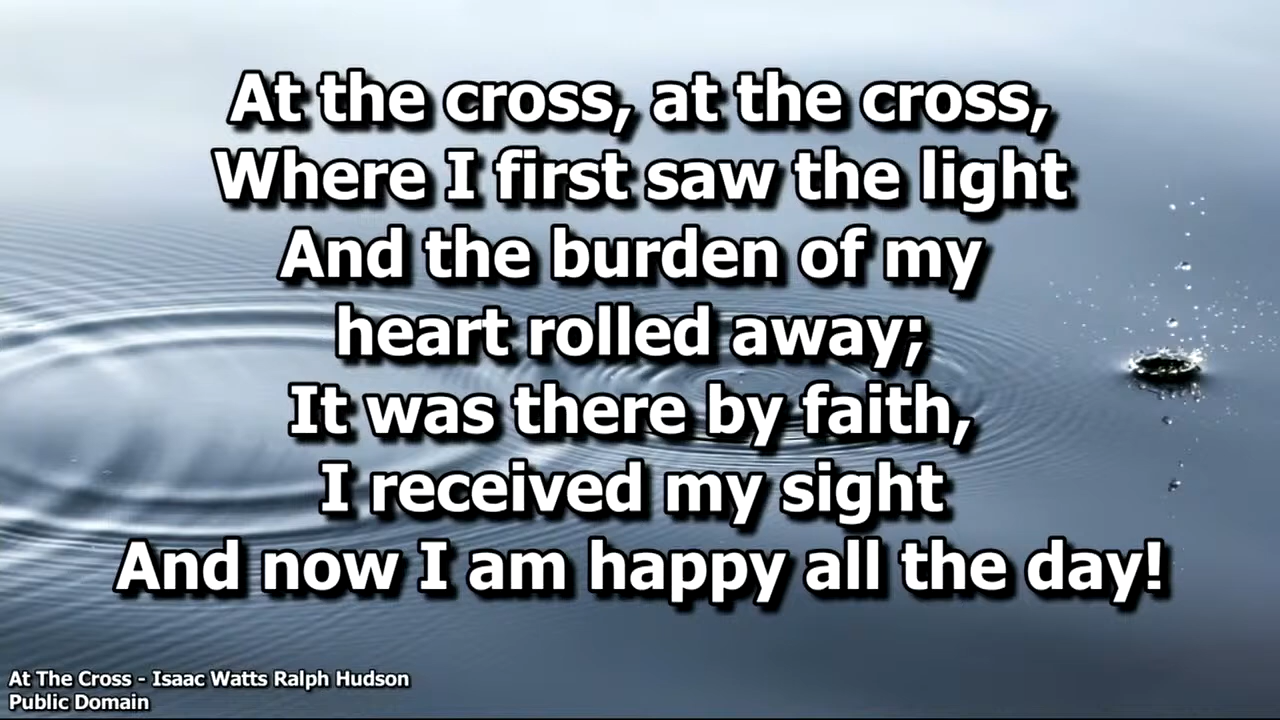 At the cross, at the cross,
Where I first saw the light
And the burden of my
heart rolled away;
It was there by faith,
I received my sight
And now I am happy all the day!
At The Cross - Isaac Watts Ralph Hudson
Public Domain